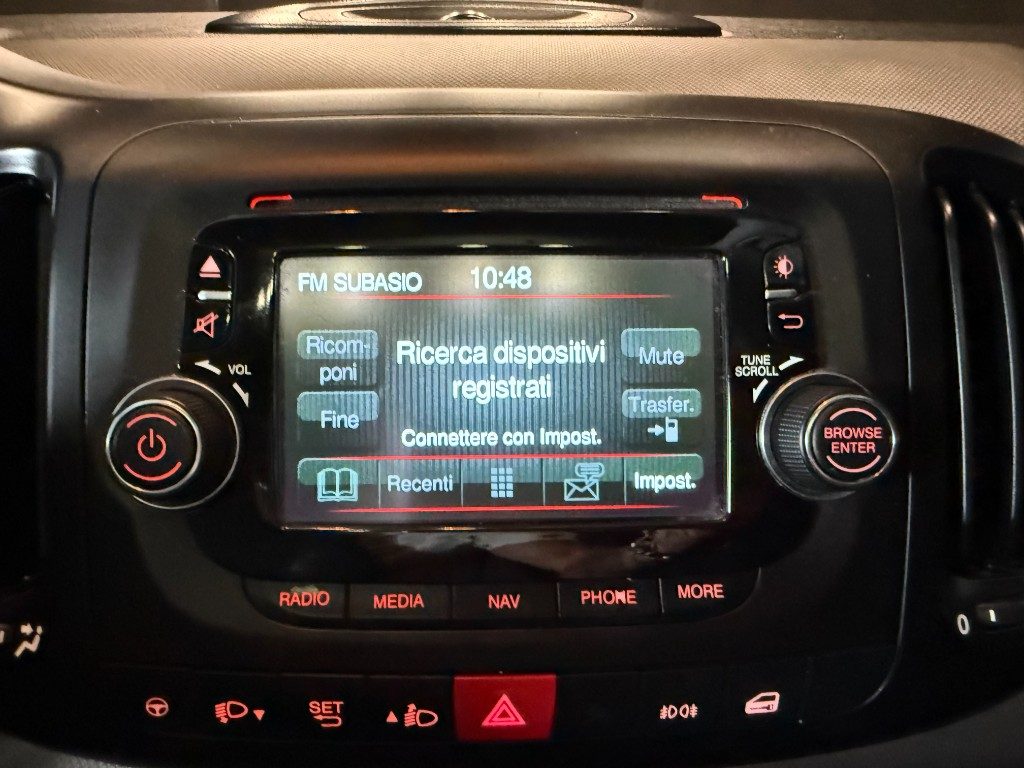 FM SUBASIO 10:48
Ricom-
poni
Ricerca dispositivi
registrati
Mute
Fine
Trasfer.
Connettere con Impost.
Recenti
Impost.
VOL
TUNE
SCROLL
BROWSE
ENTER
RADIO MEDIA NAV PHONE MORE
0
SET